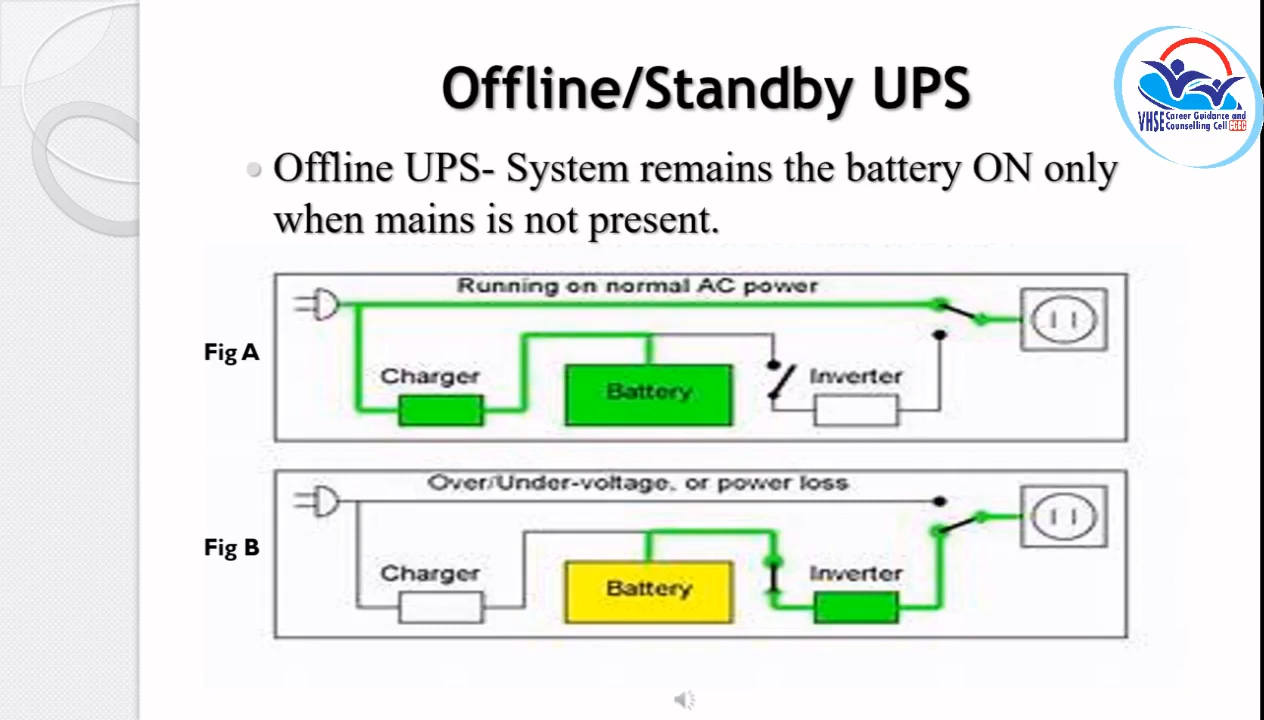 Offline/Standby UPS
VHSE Career Guidance and
Counselling Cell CGCC
Offline UPS- System remains the battery ON only
when mains is not present.
Running on normal AC power
Fig A
Charger
Battery
Inverter
Over/Under-voltage, or power loss
Fig B
Charger
Battery
Inverter